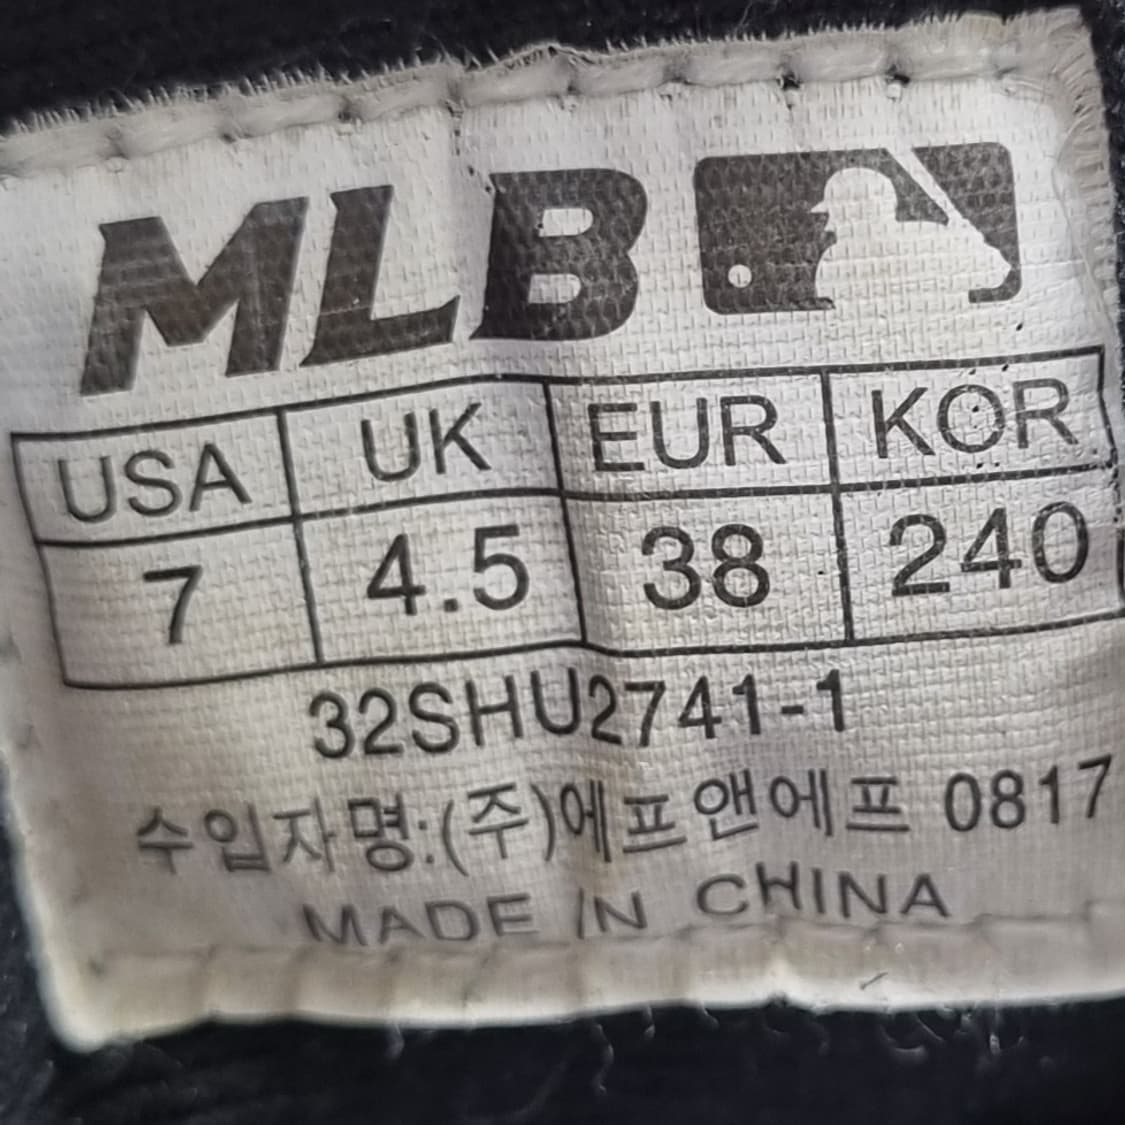 MLB
USA UK EUR KOR
7 4.5 38 240
32SHU2741-1
수입자명:(주)에프앤에프 0817
MADE IN CHINA